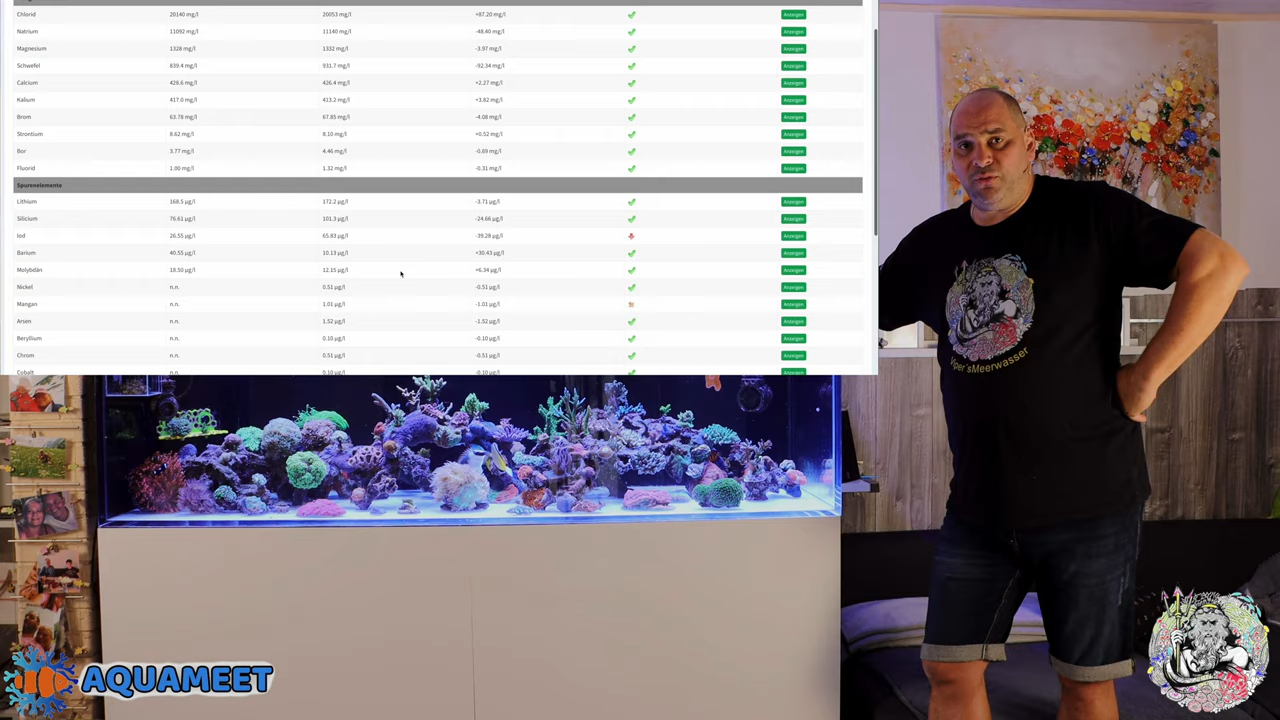 Chlorid 20140 mg/l 20053 mg/l +87.20 mg/l Anzeigen
Natrium 11092 mg/l 11140 mg/l -48.40 mg/l Anzeigen
Magnesium 1328 mg/l 1332 mg/l -3.97 mg/l Anzeigen
Schwefel 839.4 mg/l 931.7 mg/l -92.34 mg/l Anzeigen
Calcium 428.6 mg/l 426.4 mg/l +2.27 mg/l Anzeigen
Kalium 417.0 mg/l 413.2 mg/l +3.82 mg/l Anzeigen
Brom 63.78 mg/l 67.85 mg/l -4.08 mg/l Anzeigen
Strontium 8.62 mg/l 8.10 mg/l +0.52 mg/l Anzeigen
Bor 3.77 mg/l 4.46 mg/l -0.69 mg/l Anzeigen
Fluorid 1.00 mg/l 1.32 mg/l -0.31 mg/l Anzeigen
Spurenelemente
Lithium 168.5 µg/l 172.2 µg/l -3.71 µg/l Anzeigen
Silicium 76.61 µg/l 101.3 µg/l -24.66 µg/l Anzeigen
Iod 26.55 µg/l 65.83 µg/l -39.28 µg/l Anzeigen
Barium 40.55 µg/l 10.13 µg/l +30.43 µg/l Anzeigen
Molybdän 18.50 µg/l 12.15 µg/l +6.34 µg/l Anzeigen
Nickel n.n. 0.51 µg/l -0.51 µg/l Anzeigen
Mangan n.n. 1.01 µg/l -1.01 µg/l Anzeigen
Arsen n.n. 1.52 µg/l -1.52 µg/l Anzeigen
Beryllium n.n. 0.10 µg/l -0.10 µg/l Anzeigen
Chrom n.n. 0.51 µg/l -0.51 µg/l Anzeigen
Cobalt n.n. 0.10 µg/l -0.10 µg/l Anzeigen
Viper'sMeerwasser
AQUAMEET